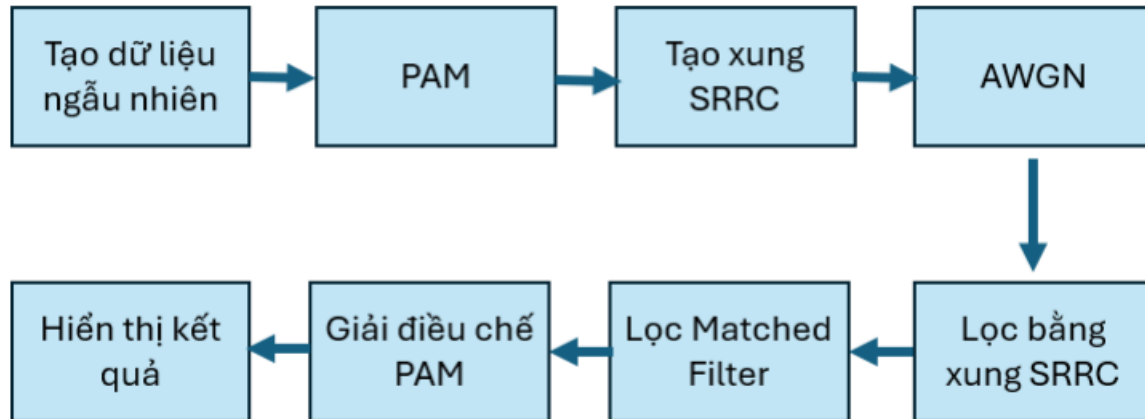 Tạo dữ liệu
ngẫu nhiên
PAM
Tạo xung
SRRC
AWGN
Hiển thị kết
quả
Giải điều chế
PAM
Lọc Matched
Filter
Lọc bằng
xung SRRC